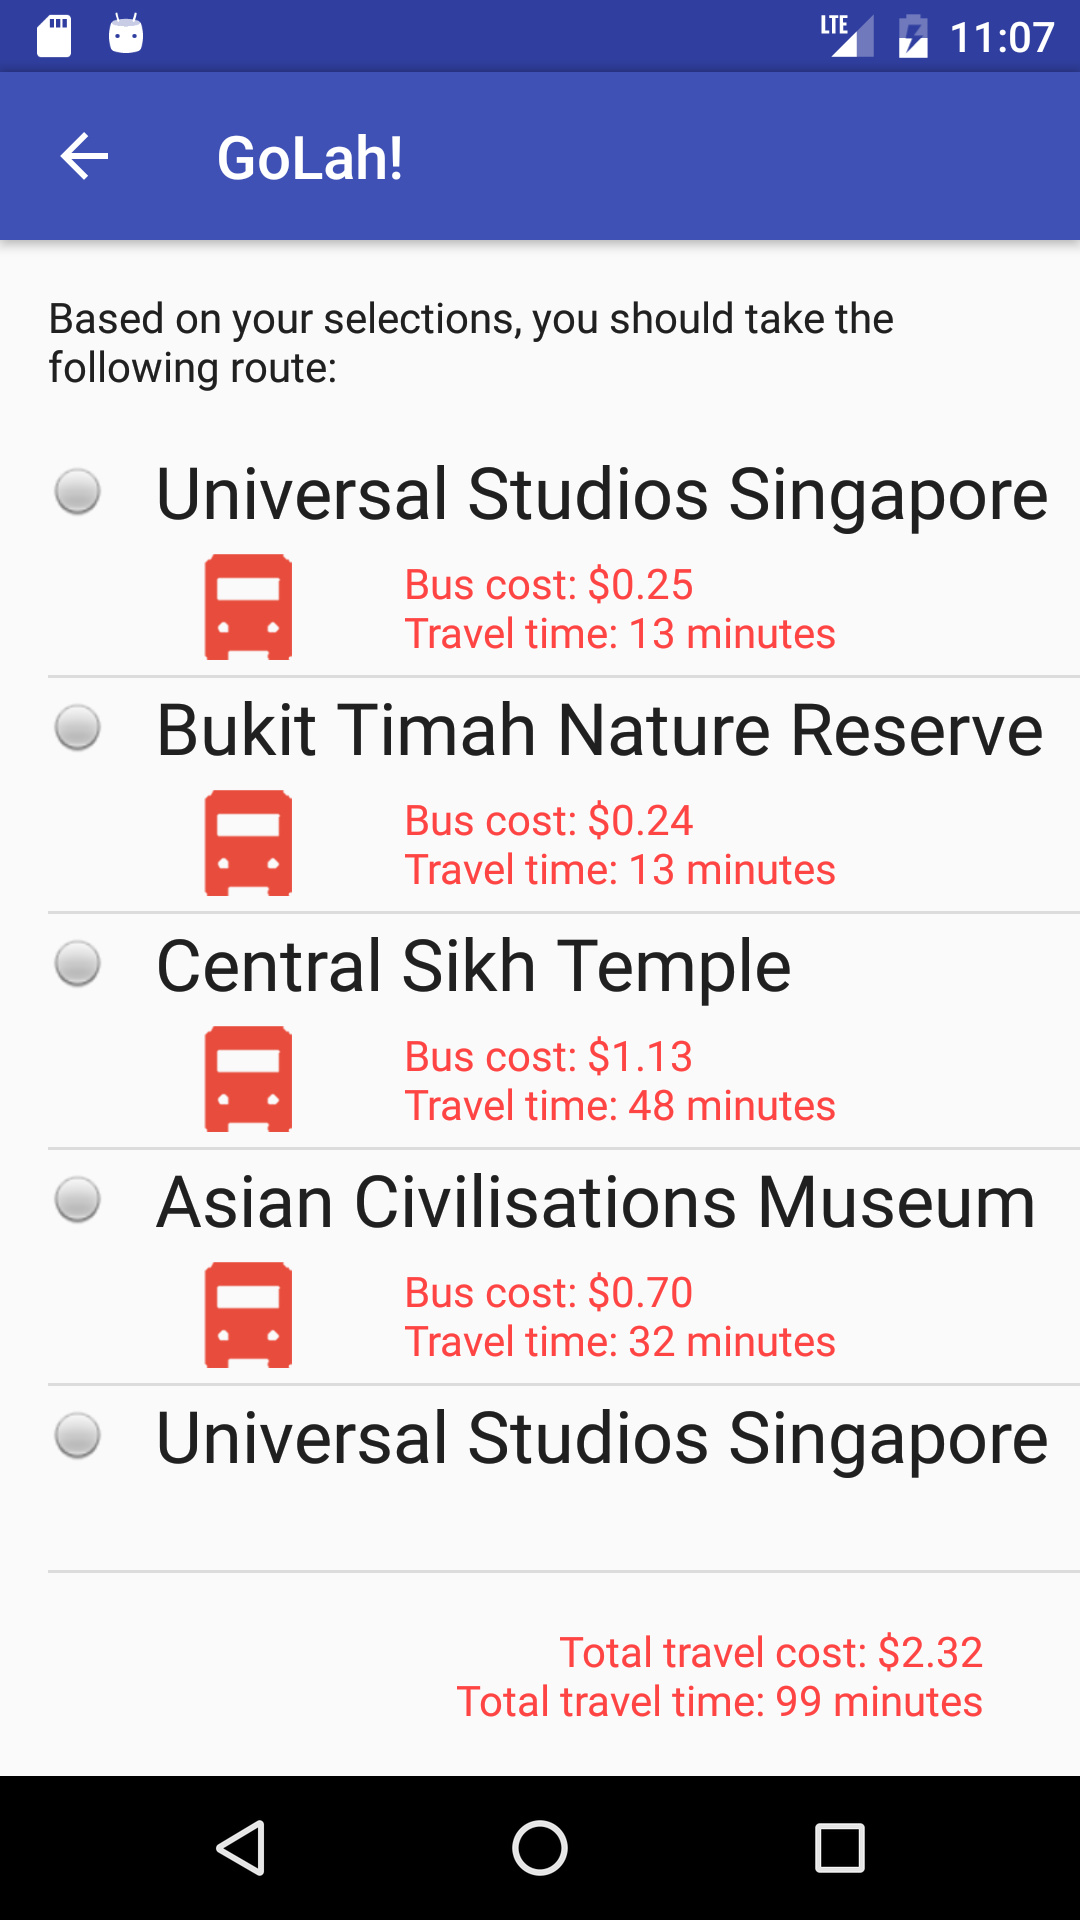 LTE 11:07
GoLah!
Based on your selections, you should take the
following route:
Universal Studios Singapore
Bus cost: $0.25
Travel time: 13 minutes
Bukit Timah Nature Reserve
Bus cost: $0.24
Travel time: 13 minutes
Central Sikh Temple
Bus cost: $1.13
Travel time: 48 minutes
Asian Civilisations Museum
Bus cost: $0.70
Travel time: 32 minutes
Universal Studios Singapore
Total travel cost: $2.32
Total travel time: 99 minutes